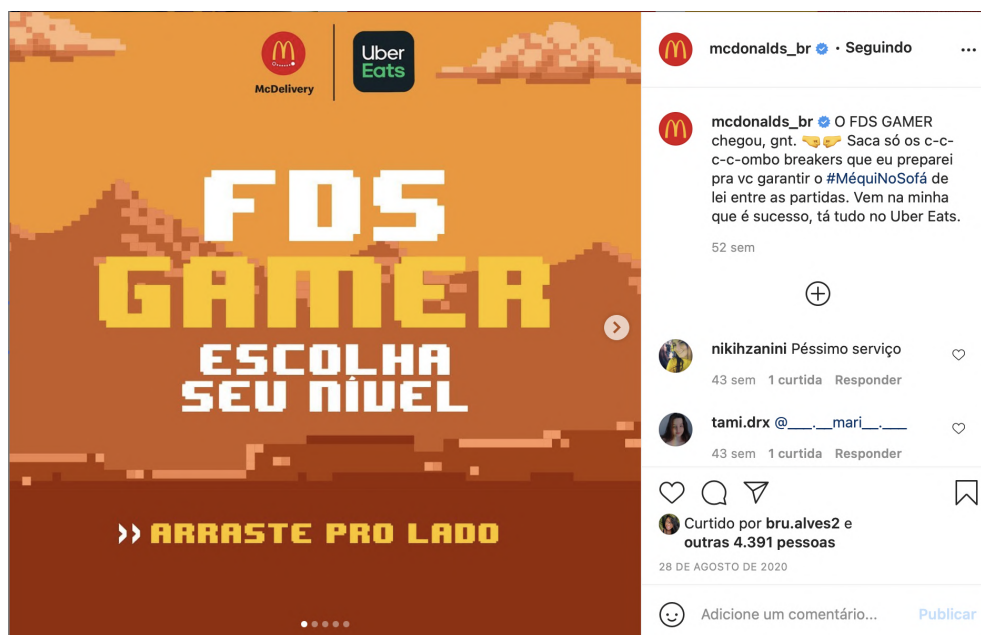 McDelivery
Uber
Eats
FDS
GAMER
ESCOLHA
SEU NÍVEL
›› ARRASTE PRO LADO
mcdonalds_br • Seguindo
mcdonalds_br O FDS GAMER
chegou, gnt. 🤜🤛 Saca só os c-c-
c-c-ombo breakers que eu preparei
pra vc garantir o #MéquiNoSofá de
lei entre as partidas. Vem na minha
que é sucesso, tá tudo no Uber Eats.
52 sem
nikihzanini Péssimo serviço
43 sem 1 curtida Responder
tami.drx @___.__mari__.___
43 sem 1 curtida Responder
Curtido por bru.alves2 e
outras 4.391 pessoas
28 DE AGOSTO DE 2020
Adicione um comentário... Publicar